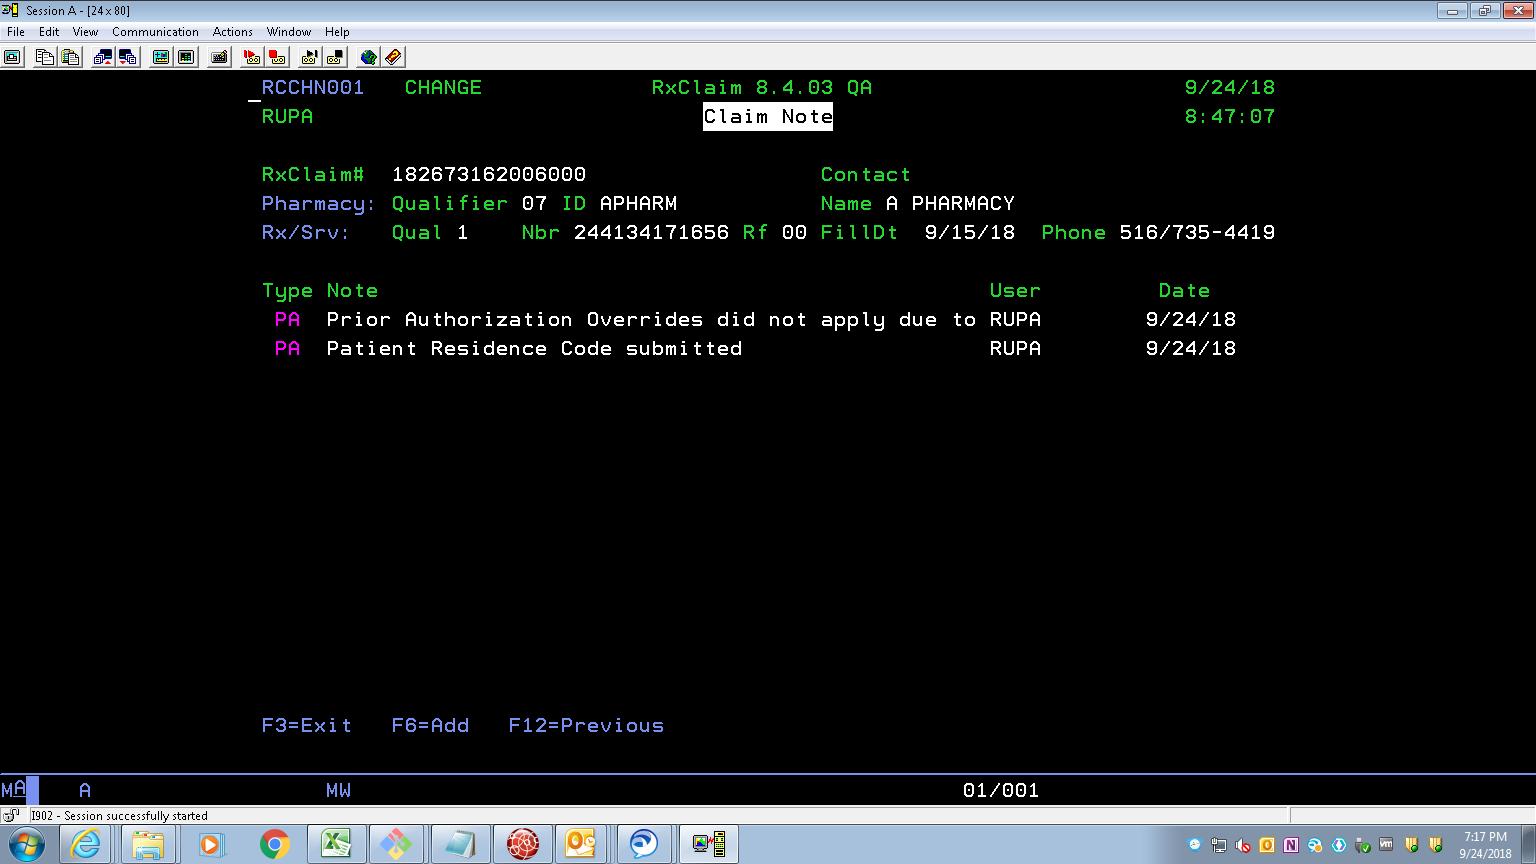 Session A - [24 x 80]
File Edit View Communication Actions Window Help
RCCHN001 CHANGE RxClaim 8.4.03 QA 9/24/18
RUPA Claim Note 8:47:07
RxClaim# 182673162006000 Contact
Pharmacy: Qualifier 07 ID APHARM Name A PHARMACY
Rx/Srv: Qual 1 Nbr 244134171656 Rf 00 FillDt 9/15/18 Phone 516/735-4419
Type Note User Date
PA Prior Authorization Overrides did not apply due to RUPA 9/24/18
PA Patient Residence Code submitted RUPA 9/24/18
F3=Exit F6=Add F12=Previous
MA A MW 01/001
I902 - Session successfully started
7:17 PM
9/24/2018